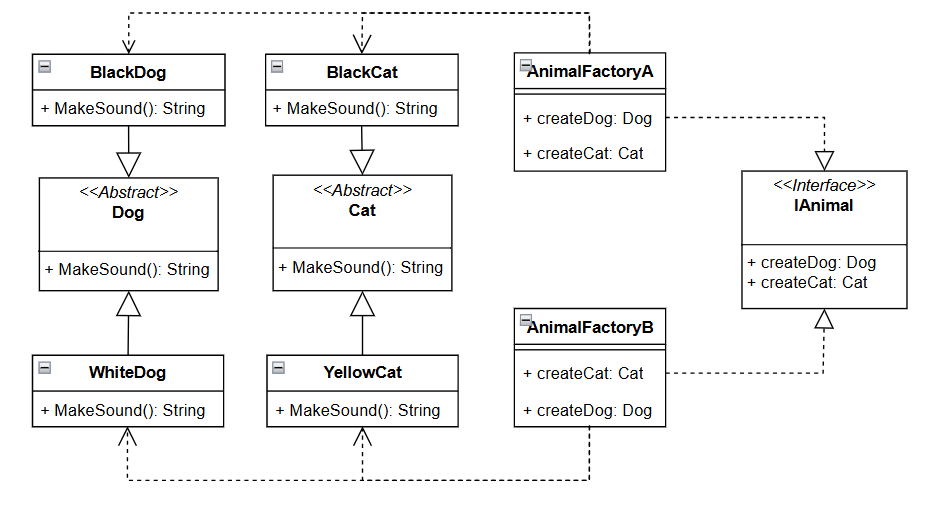 BlackDog
+ MakeSound(): String
BlackCat
+ MakeSound(): String
AnimalFactoryA
+ createDog: Dog
+ createCat: Cat
<<Abstract>>
Dog
+ MakeSound(): String
<<Abstract>>
Cat
+ MakeSound(): String
<<Interface>>
IAnimal
+ createDog: Dog
+ createCat: Cat
WhiteDog
+ MakeSound(): String
YellowCat
+ MakeSound(): String
AnimalFactoryB
+ createCat: Cat
+ createDog: Dog